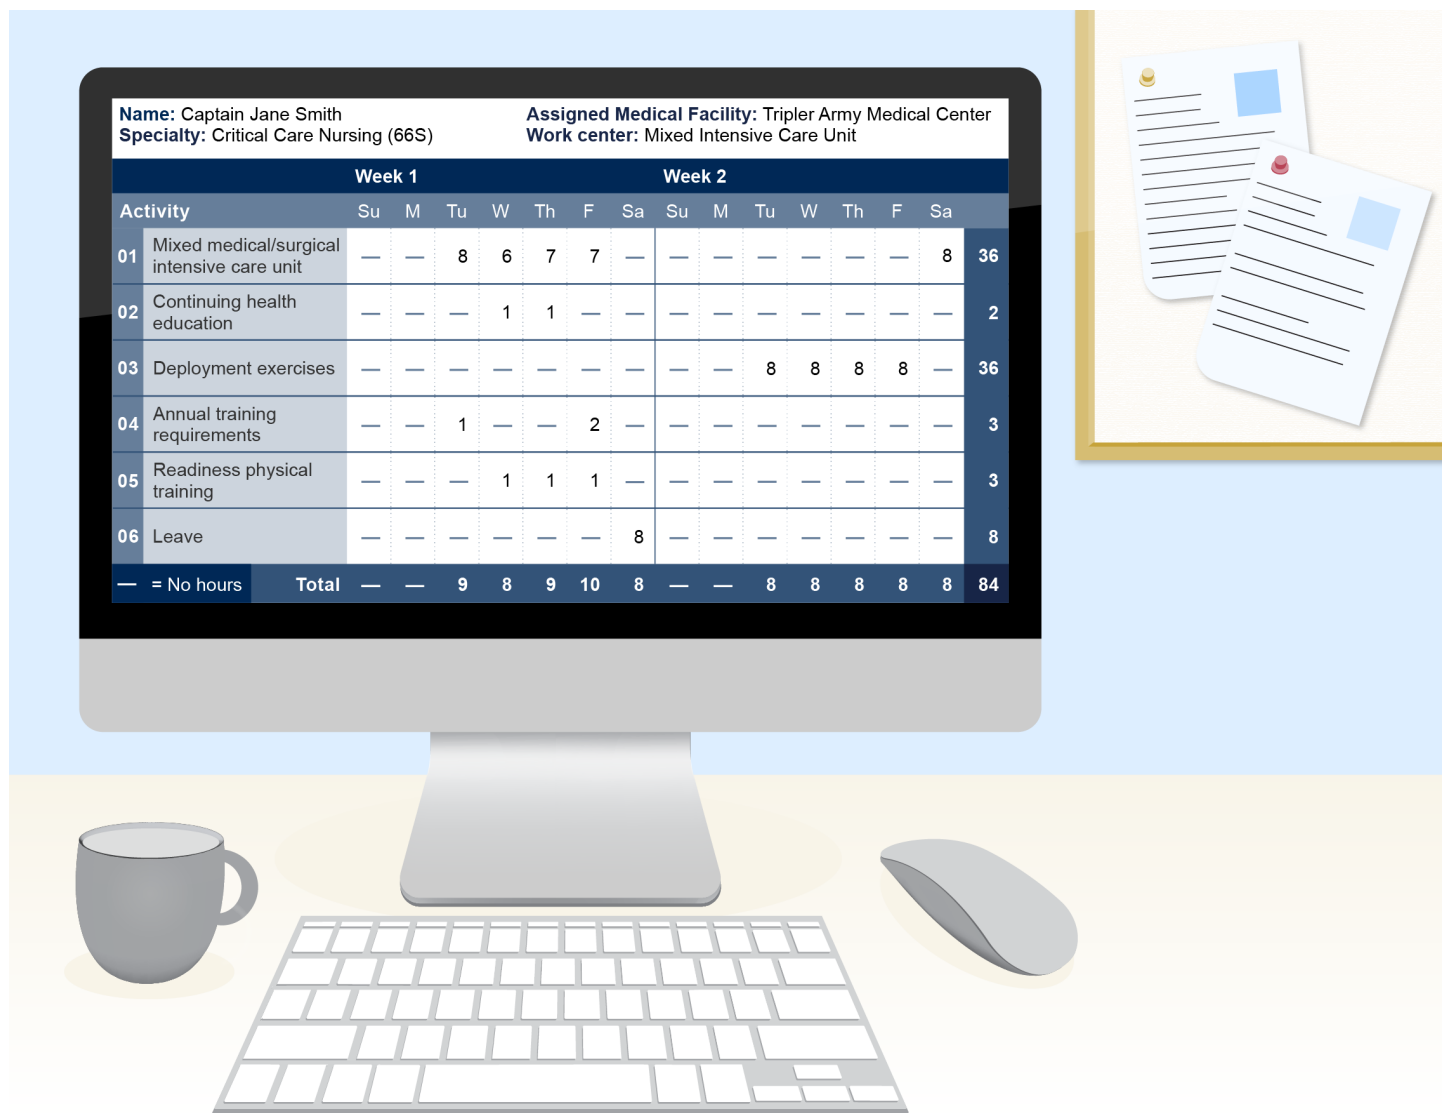 Name: Captain Jane Smith Assigned Medical Facility: Tripler Army Medical Center
Specialty: Critical Care Nursing (66S) Work center: Mixed Intensive Care Unit
Week 1 Week 2
Activity Su M Tu W Th F Sa Su M Tu W Th F Sa
01 Mixed medical/surgical
intensive care unit — — 8 6 7 7 — — — — — — — 8 36
02 Continuing health
education — — — 1 1 — — — — — — — — — 2
03 Deployment exercises — — — — — — — — — 8 8 8 8 — 36
04 Annual training
requirements — — 1 — — 2 — — — — — — — — 3
05 Readiness physical
training — — — 1 1 1 — — — — — — — — 3
06 Leave — — — — — — 8 — — — — — — — 8
— = No hours Total — — 9 8 9 10 8 — — 8 8 8 8 8 84